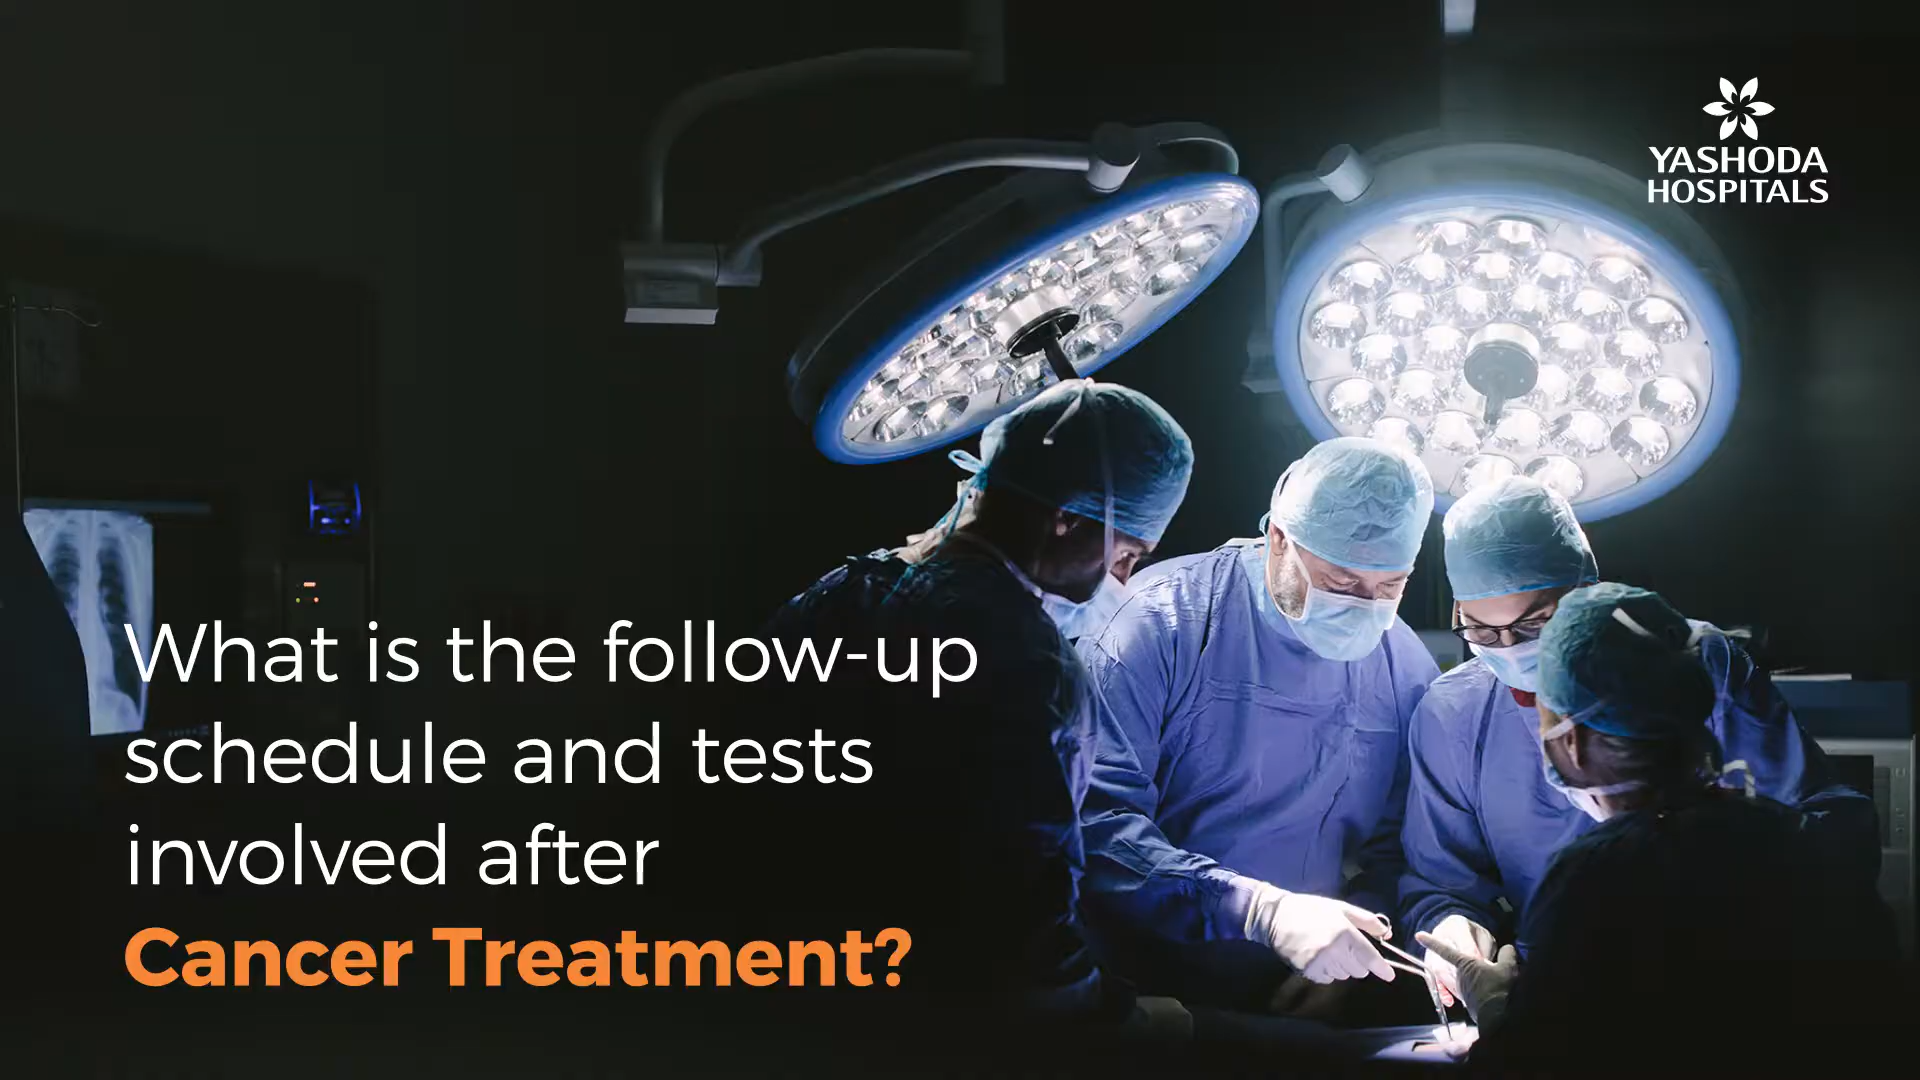 YASHODA
HOSPITALS
What is the follow-up
schedule and tests
involved after
Cancer Treatment?